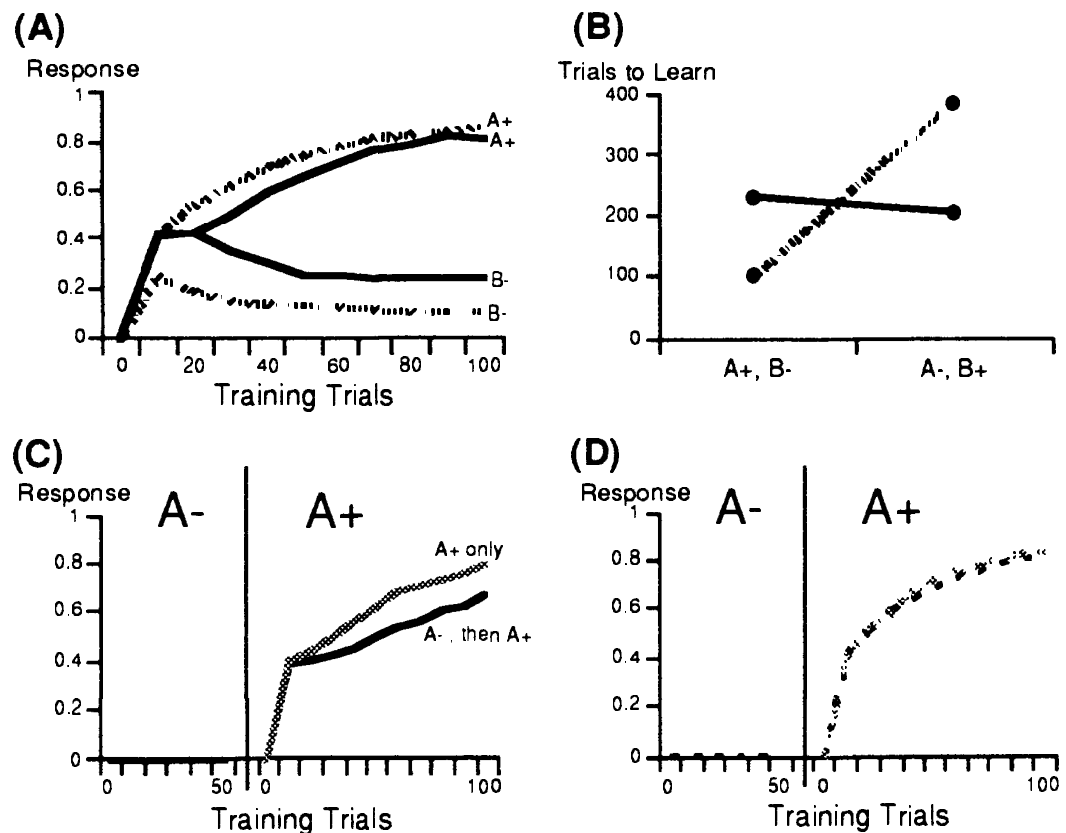 (A)
Response
1
0.8
0.6
0.4
0.2
0
A+
A+
B-
B-
0 20 40 60 80 100
Training Trials
(B)
Trials to Learn
400
300
200
100
0
A+, B- A-, B+
(C)
Response
A- A+
1
0.8
0.6
0.4
0.2
0
A+ only
A-, then A+
0 50 0 100
Training Trials
(D)
Response
A- A+
1
0.8
0.6
0.4
0.2
0
0 50 0 100
Training Trials